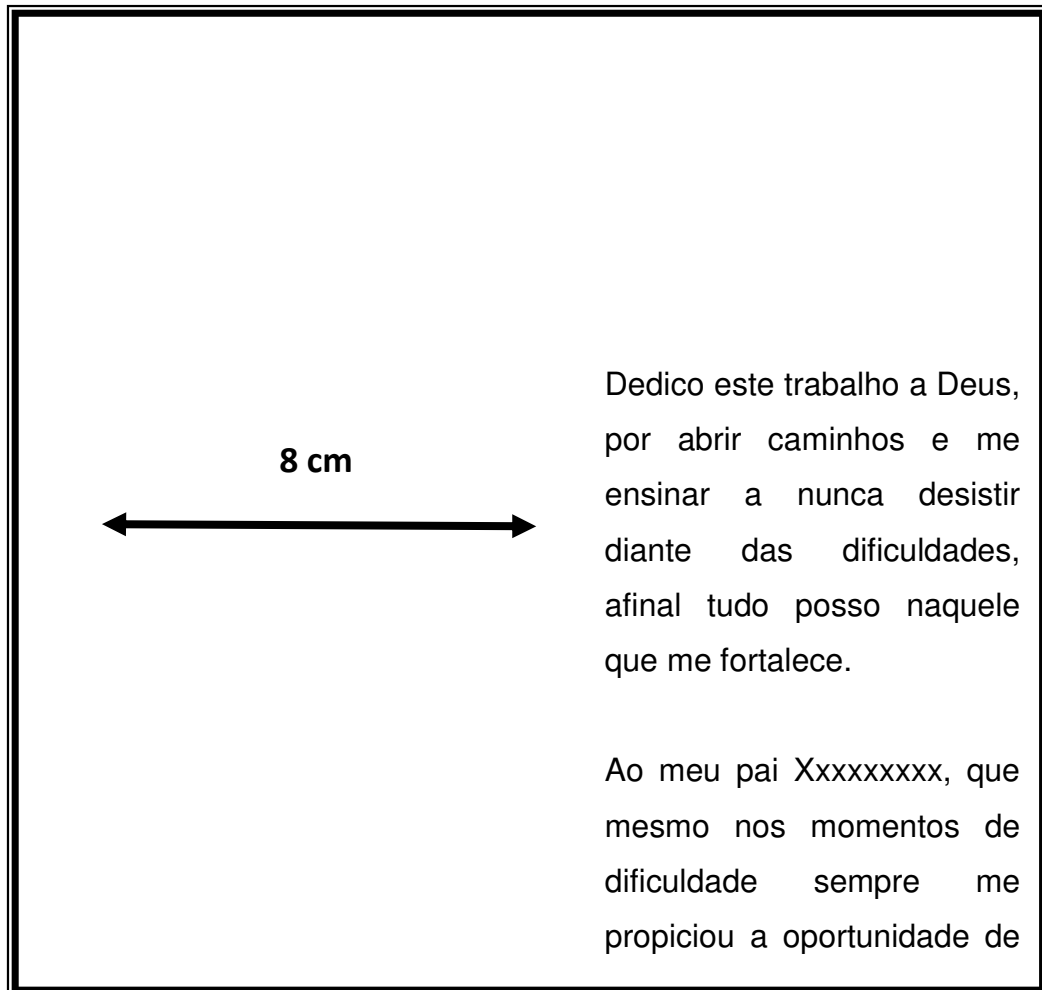 8 cm
Dedico este trabalho a Deus,
por abrir caminhos e me
ensinar a nunca desistir
diante das dificuldades,
afinal tudo posso naquele
que me fortalece.
Ao meu pai Xxxxxxxxx, que
mesmo nos momentos de
dificuldade sempre me
propiciou a oportunidade de